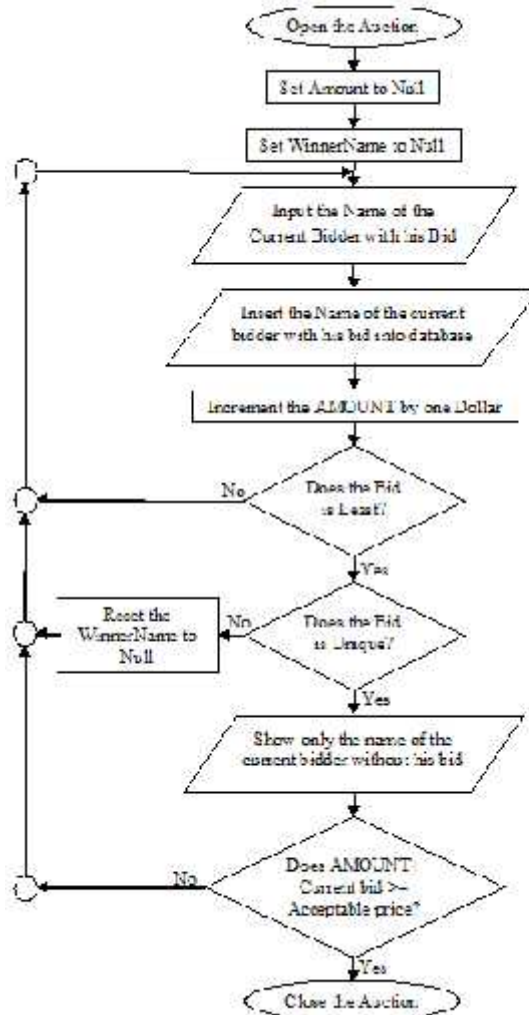 Open the Auction
Set Amount to Null
Set WinnerName to Null
Input the Name of the
Current Bidder with his Bid
Insert the Name of the current
bidder with his bid into database
Increment the AMOUNT by one Dollar
Does the Bid
is Least?
No
Yes
Does the Bid
is Unique?
No
Reset the
WinnerName to
Null
Yes
Show only the name of the
current bidder without his bid
Does AMOUNT
Current bid >=
Acceptable price?
No
Yes
Close the Auction